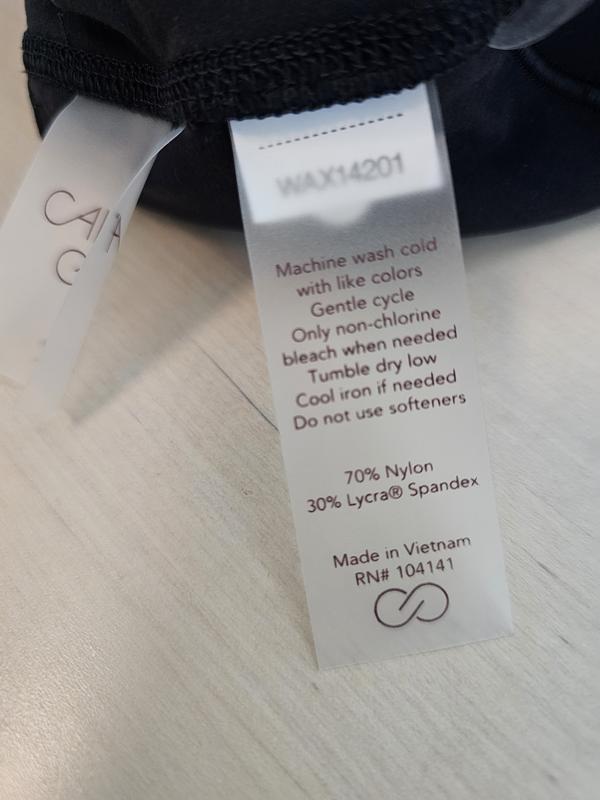 CA
G
WAX14201
Machine wash cold
with like colors
Gentle cycle
Only non-chlorine
bleach when needed
Tumble dry low
Cool iron if needed
Do not use softeners
70% Nylon
30% Lycra® Spandex
Made in Vietnam
RN# 104141